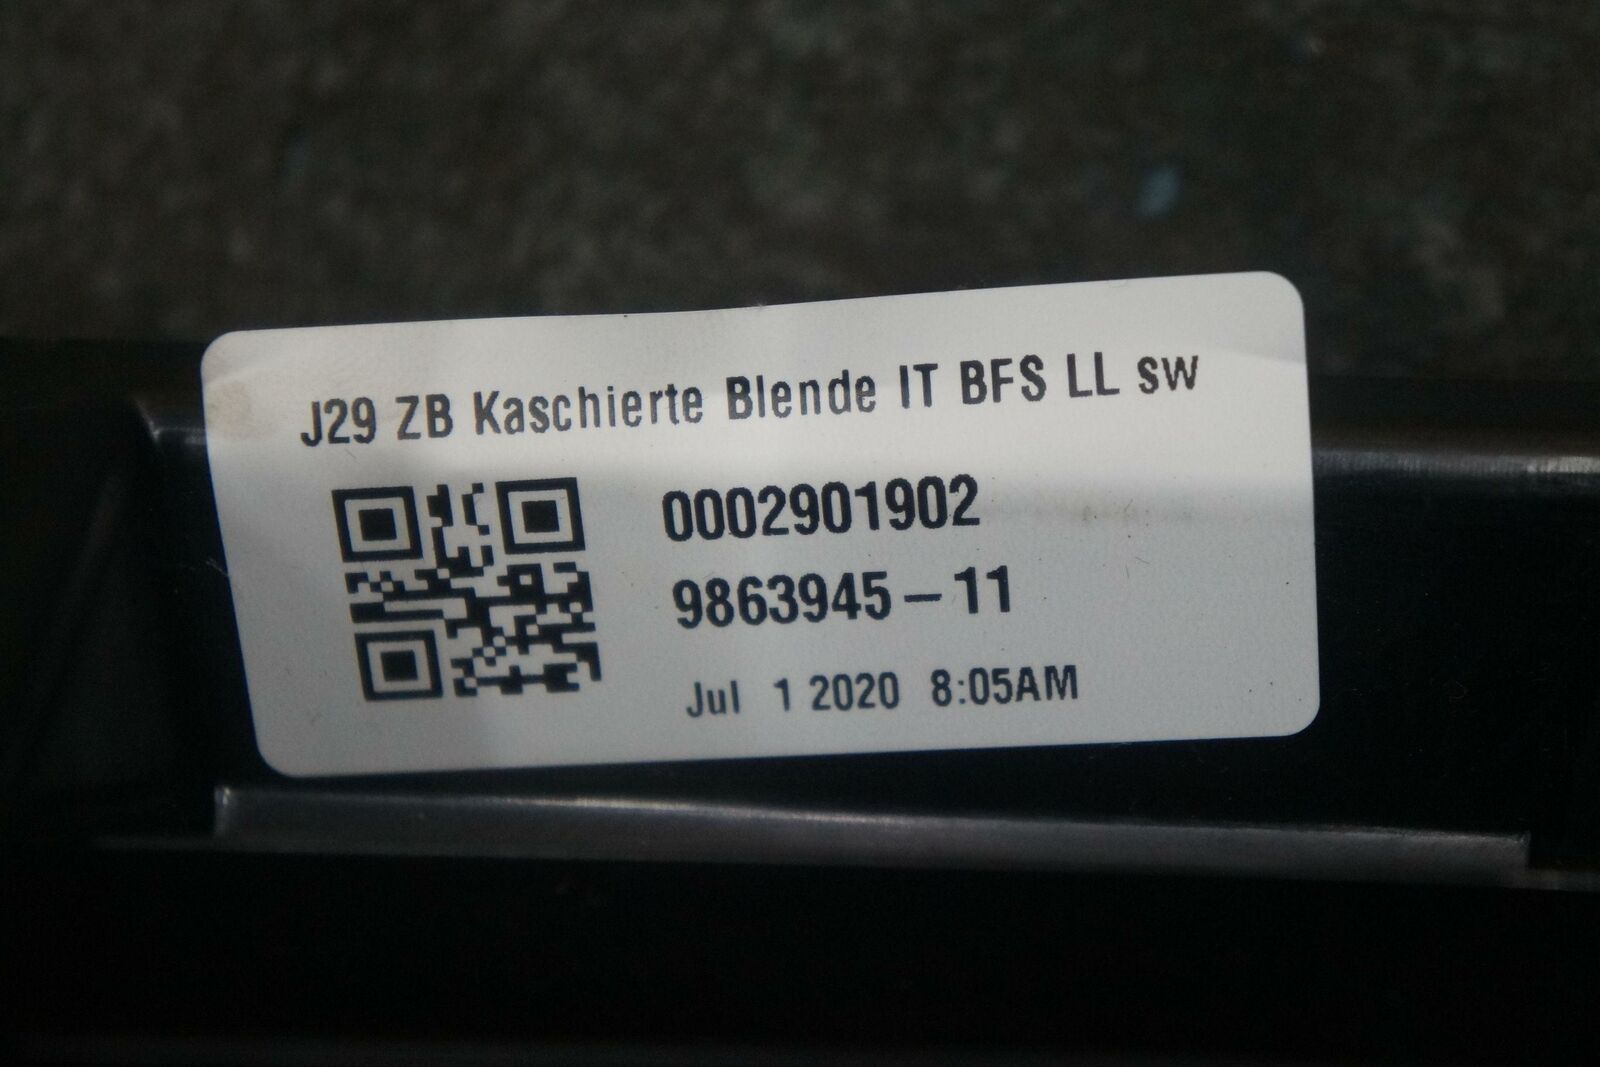 J29 ZB Kaschierte Blende IT BFS LL sw
0002901902
9863945-11
Jul 1 2020 8:05AM